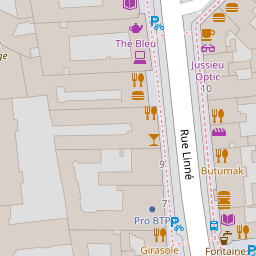 Thé Bleu
Jussieu
Optic
10
Rue Linné
9
Butumak
7
Pro BTP
Girasole
Fontaine